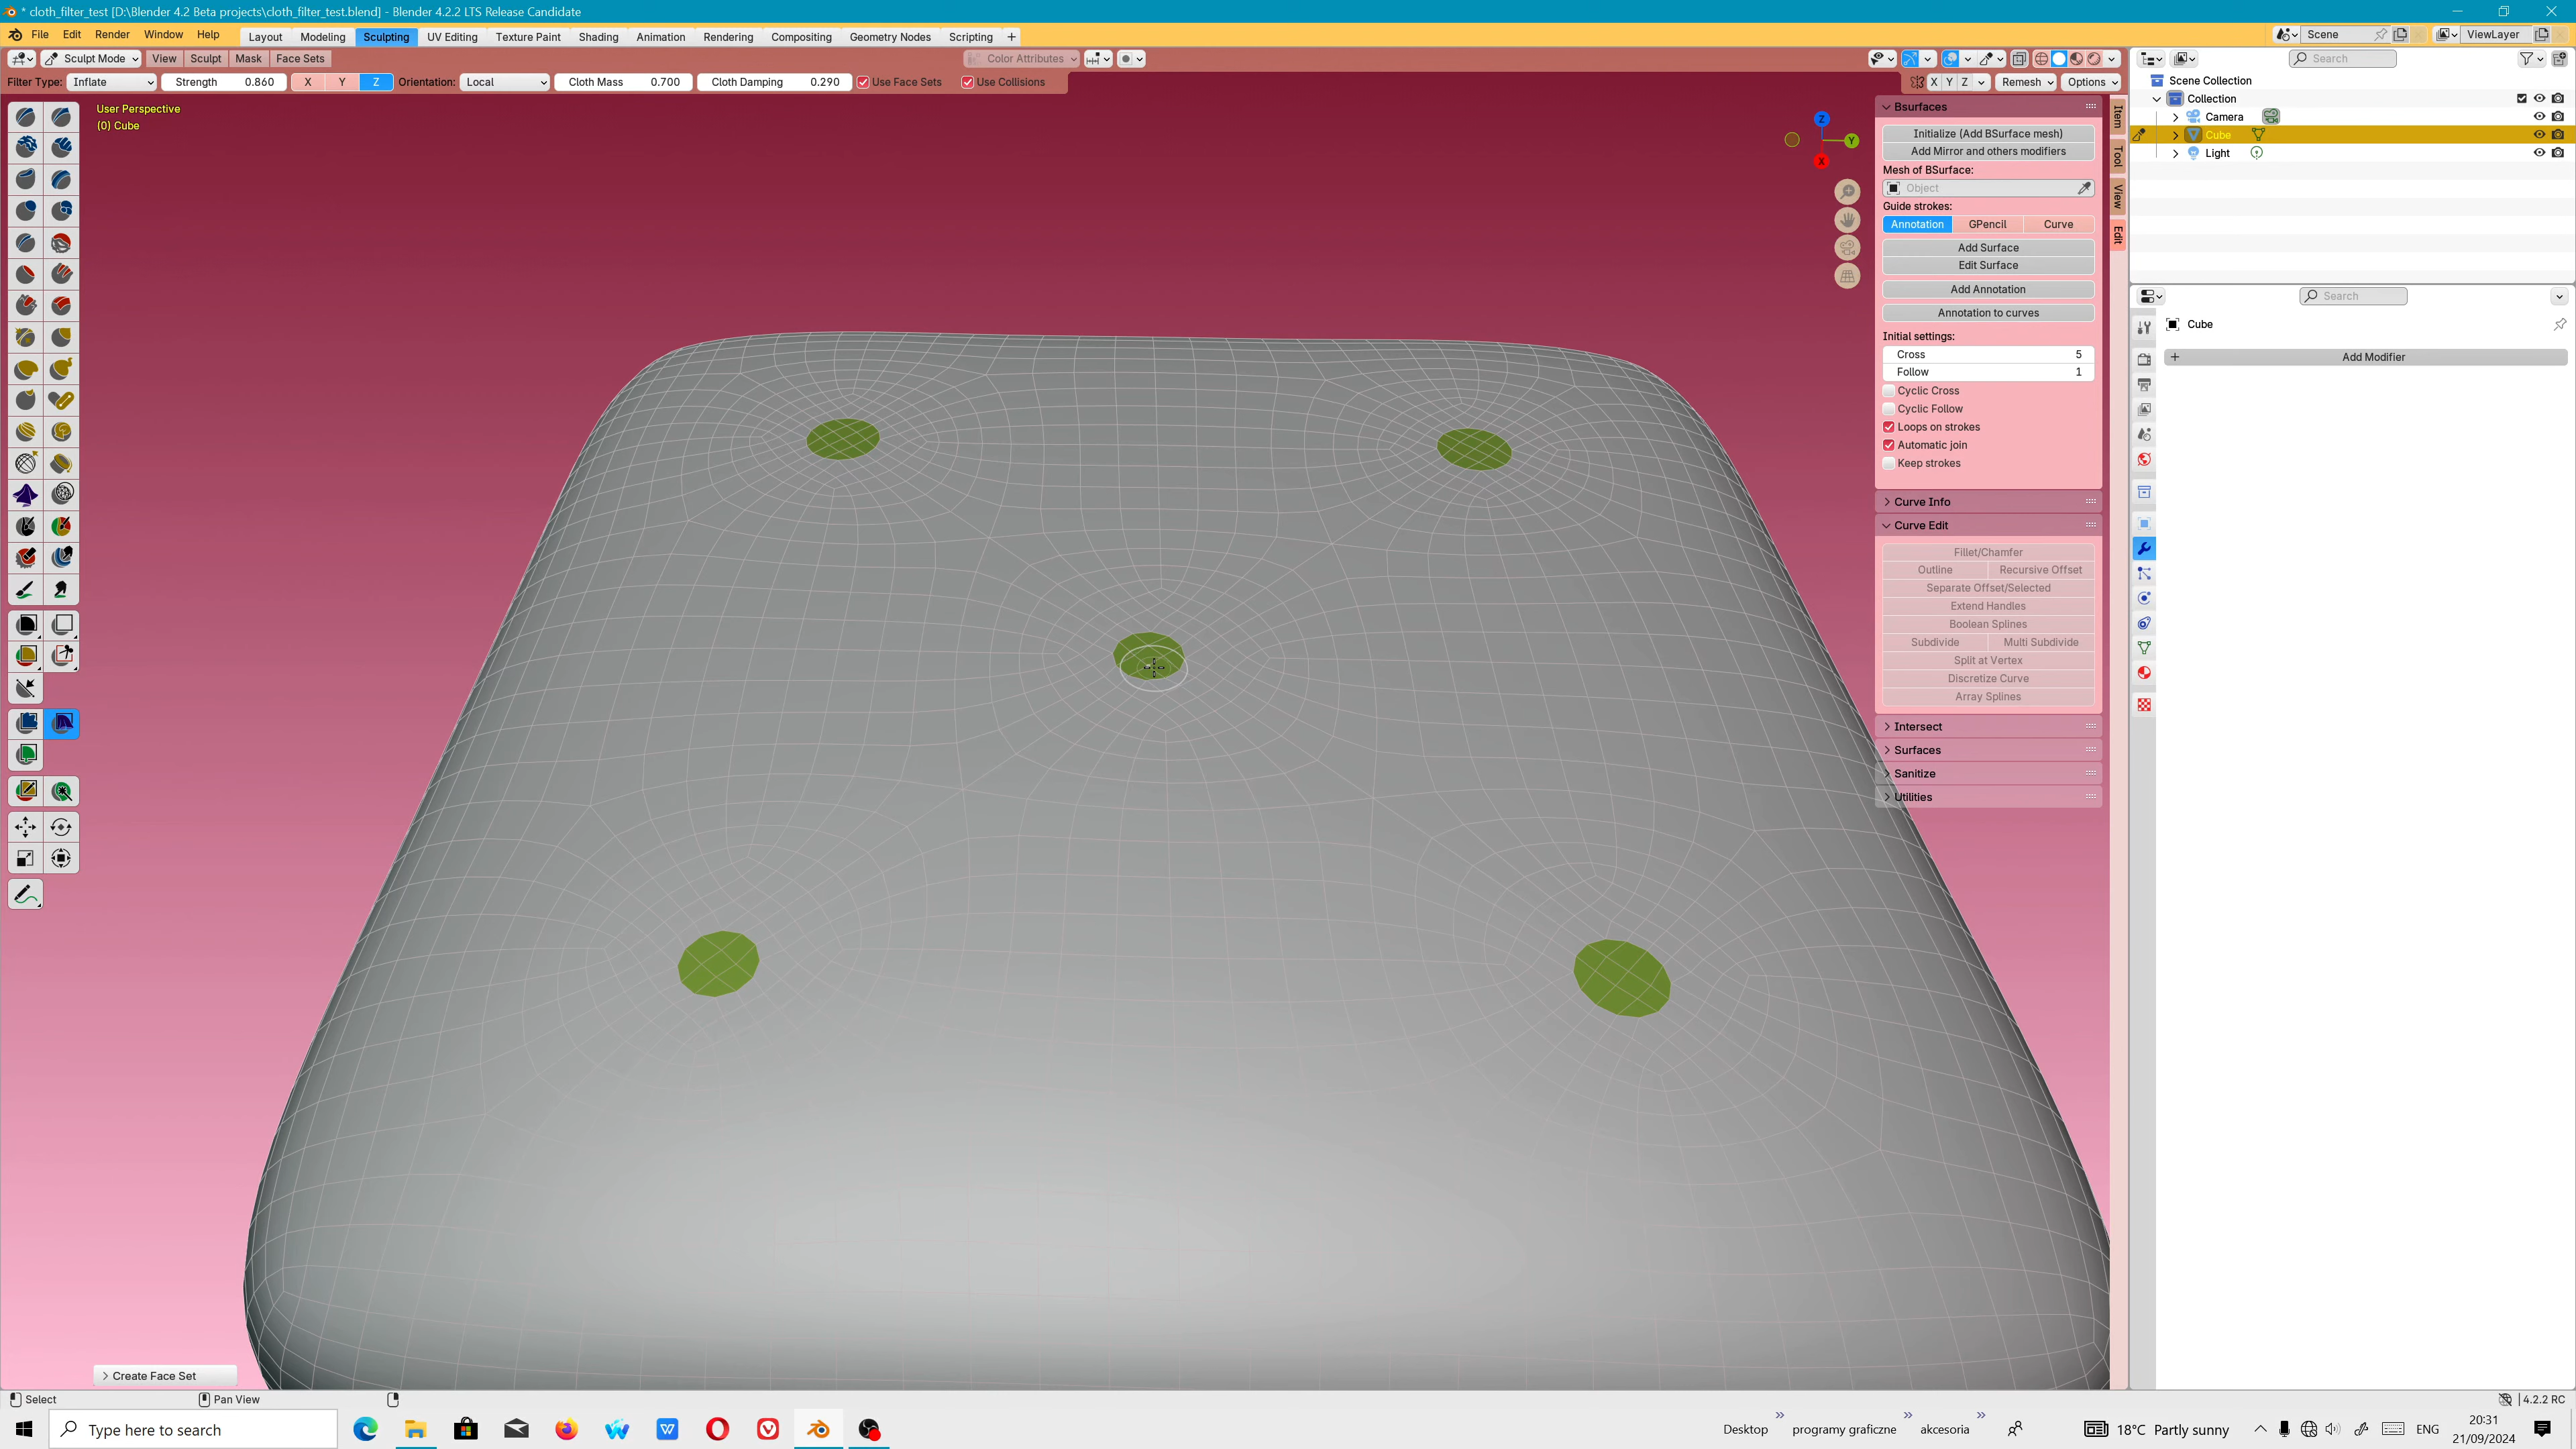 * cloth_filter_test [D:\Blender 4.2 Beta projects\cloth_filter_test.blend] - Blender 4.2.2 LTS Release Candidate
File Edit Render Window Help Layout Modeling Sculpting UV Editing Texture Paint Shading Animation Rendering Compositing Geometry Nodes Scripting + Scene ViewLayer
Sculpt Mode View Sculpt Mask Face Sets Color Attributes Search
Filter Type: Inflate Strength 0.860 X Y Z Orientation: Local Cloth Mass 0.700 Cloth Damping 0.290 Use Face Sets Use Collisions X Y Z Remesh Options
User Perspective
(0) Cube
Z
Y
X
Bsurfaces
Initialize (Add BSurface mesh)
Add Mirror and others modifiers
Mesh of BSurface:
Object
Guide strokes:
Annotation GPencil Curve
Add Surface
Edit Surface
Add Annotation
Annotation to curves
Initial settings:
Cross 5
Follow 1
Cyclic Cross
Cyclic Follow
Loops on strokes
Automatic join
Keep strokes
Curve Info
Curve Edit
Fillet/Chamfer
Outline Recursive Offset
Separate Offset/Selected
Extend Handles
Boolean Splines
Subdivide Multi Subdivide
Split at Vertex
Discretize Curve
Array Splines
Intersect
Surfaces
Sanitize
Utilities
Item
Tool
View
Edit
Scene Collection
Collection
Camera
Cube
Light
Search
Cube
+ Add Modifier
Create Face Set
Select Pan View 4.2.2 RC
Type here to search Desktop programy graficzne akcesoria 18°C Partly sunny ENG
20:31
21/09/2024